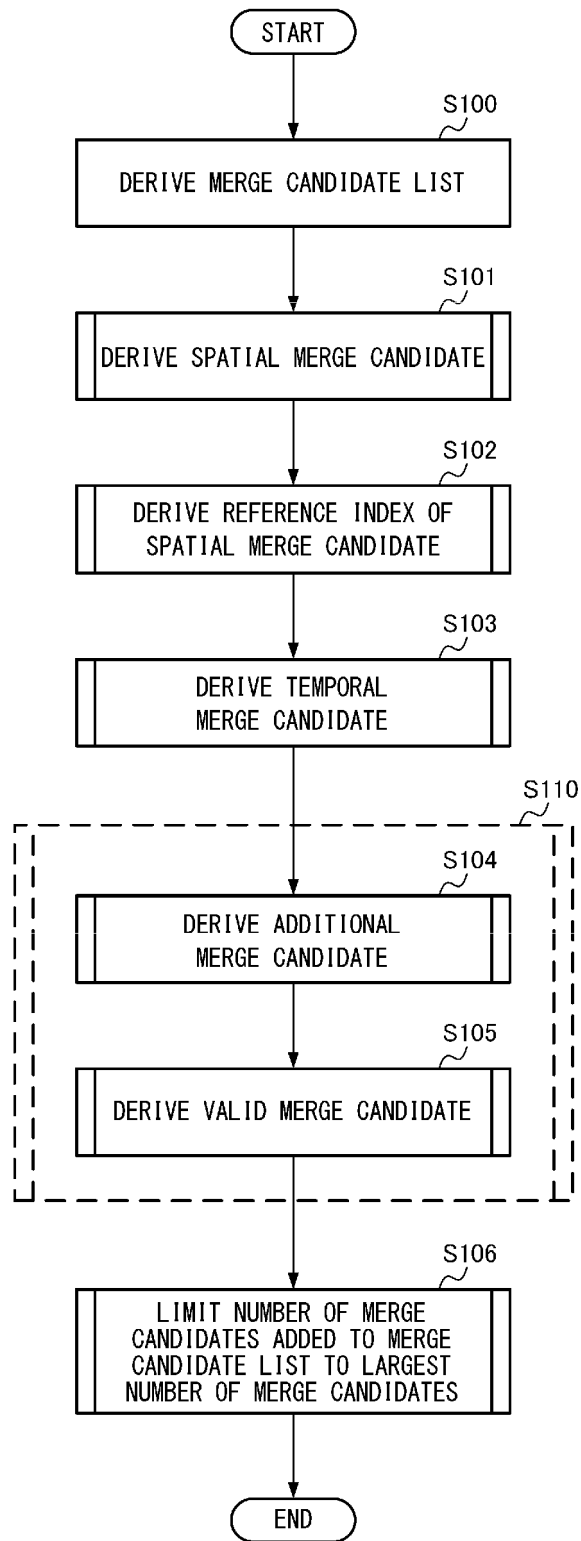 START
S100
DERIVE MERGE CANDIDATE LIST
S101
DERIVE SPATIAL MERGE CANDIDATE
S102
DERIVE REFERENCE INDEX OF
SPATIAL MERGE CANDIDATE
S103
DERIVE TEMPORAL
MERGE CANDIDATE
S110
S104
DERIVE ADDITIONAL
MERGE CANDIDATE
S105
DERIVE VALID MERGE CANDIDATE
S106
LIMIT NUMBER OF MERGE
CANDIDATES ADDED TO MERGE
CANDIDATE LIST TO LARGEST
NUMBER OF MERGE CANDIDATES
END